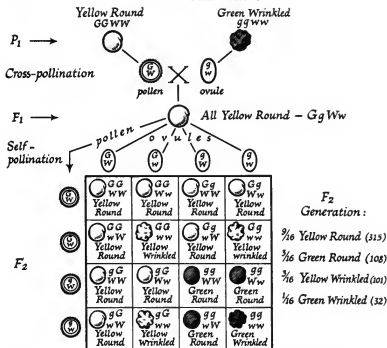 Yellow Round Green Wrinkled
GGWW ggww
P1
G W g w
Cross-pollination
pollen ovule
F1 All Yellow Round - GgWw
pollen ovules
Self-
pollination
G W G w g W g w
GG WW GG Ww Gg WW Gg Ww
Yellow Round Yellow Round Yellow Round Yellow Round
GG wW GG ww Gg wW Gg ww
Yellow Round Yellow Wrinkled Yellow Round Yellow wrinkled
gG WW gG Ww gg WW gg Ww
Yellow Round Yellow Round Green Round Green Round
gG wW gG ww gg wW gg ww
Yellow Round Yellow Wrinkled Green Round Green Wrinkled
F2
F2
Generation:
9/16 Yellow Round (315)
3/16 Green Round (108)
3/16 Yellow Wrinkled (101)
1/16 Green Wrinkled (32)